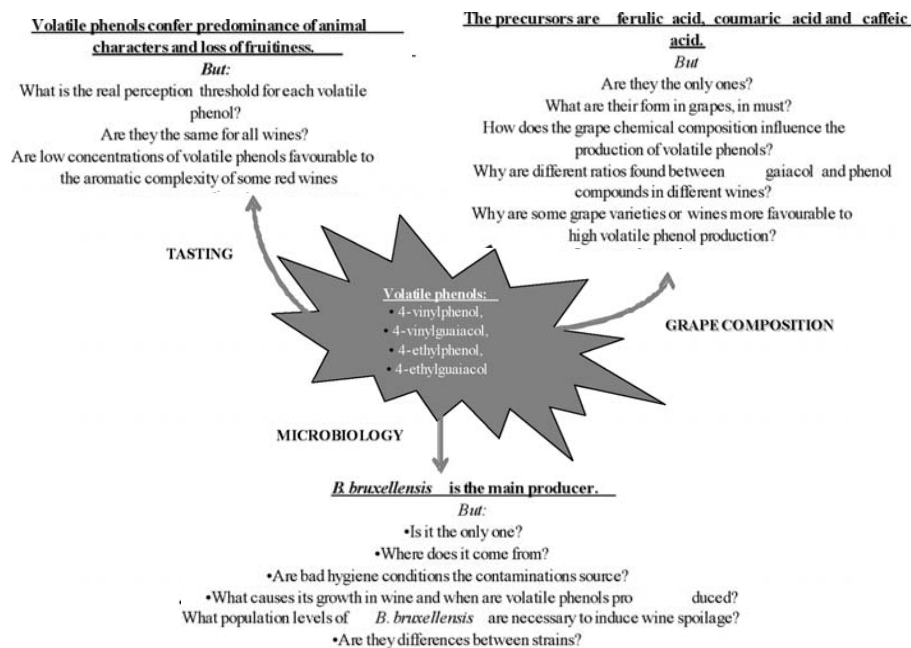 Volatile phenols confer predominance of animal
characters and loss of fruitiness.
But:
What is the real perception threshold for each volatile
phenol?
Are they the same for all wines?
Are low concentrations of volatile phenols favourable to
the aromatic complexity of some red wines
TASTING
The precursors are ferulic acid, coumaric acid and caffeic
acid.
But
Are they the only ones?
What are their form in grapes, in must?
How does the grape chemical composition influence the
production of volatile phenols?
Why are different ratios found between gaiacol and phenol
compounds in different wines?
Why are some grape varieties or wines more favourable to
high volatile phenol production?
GRAPE COMPOSITION
Volatile phenols:
• 4-vinylphenol,
• 4-vinylguaiacol,
• 4-ethylphenol,
• 4-ethylguaiacol
MICROBIOLOGY
B. bruxellensis is the main producer.
But:
•Is it the only one?
•Where does it come from?
•Are bad hygiene conditions the contaminations source?
•What causes its growth in wine and when are volatile phenols pro duced?
What population levels of B. bruxellensis are necessary to induce wine spoilage?
•Are they differences between strains?